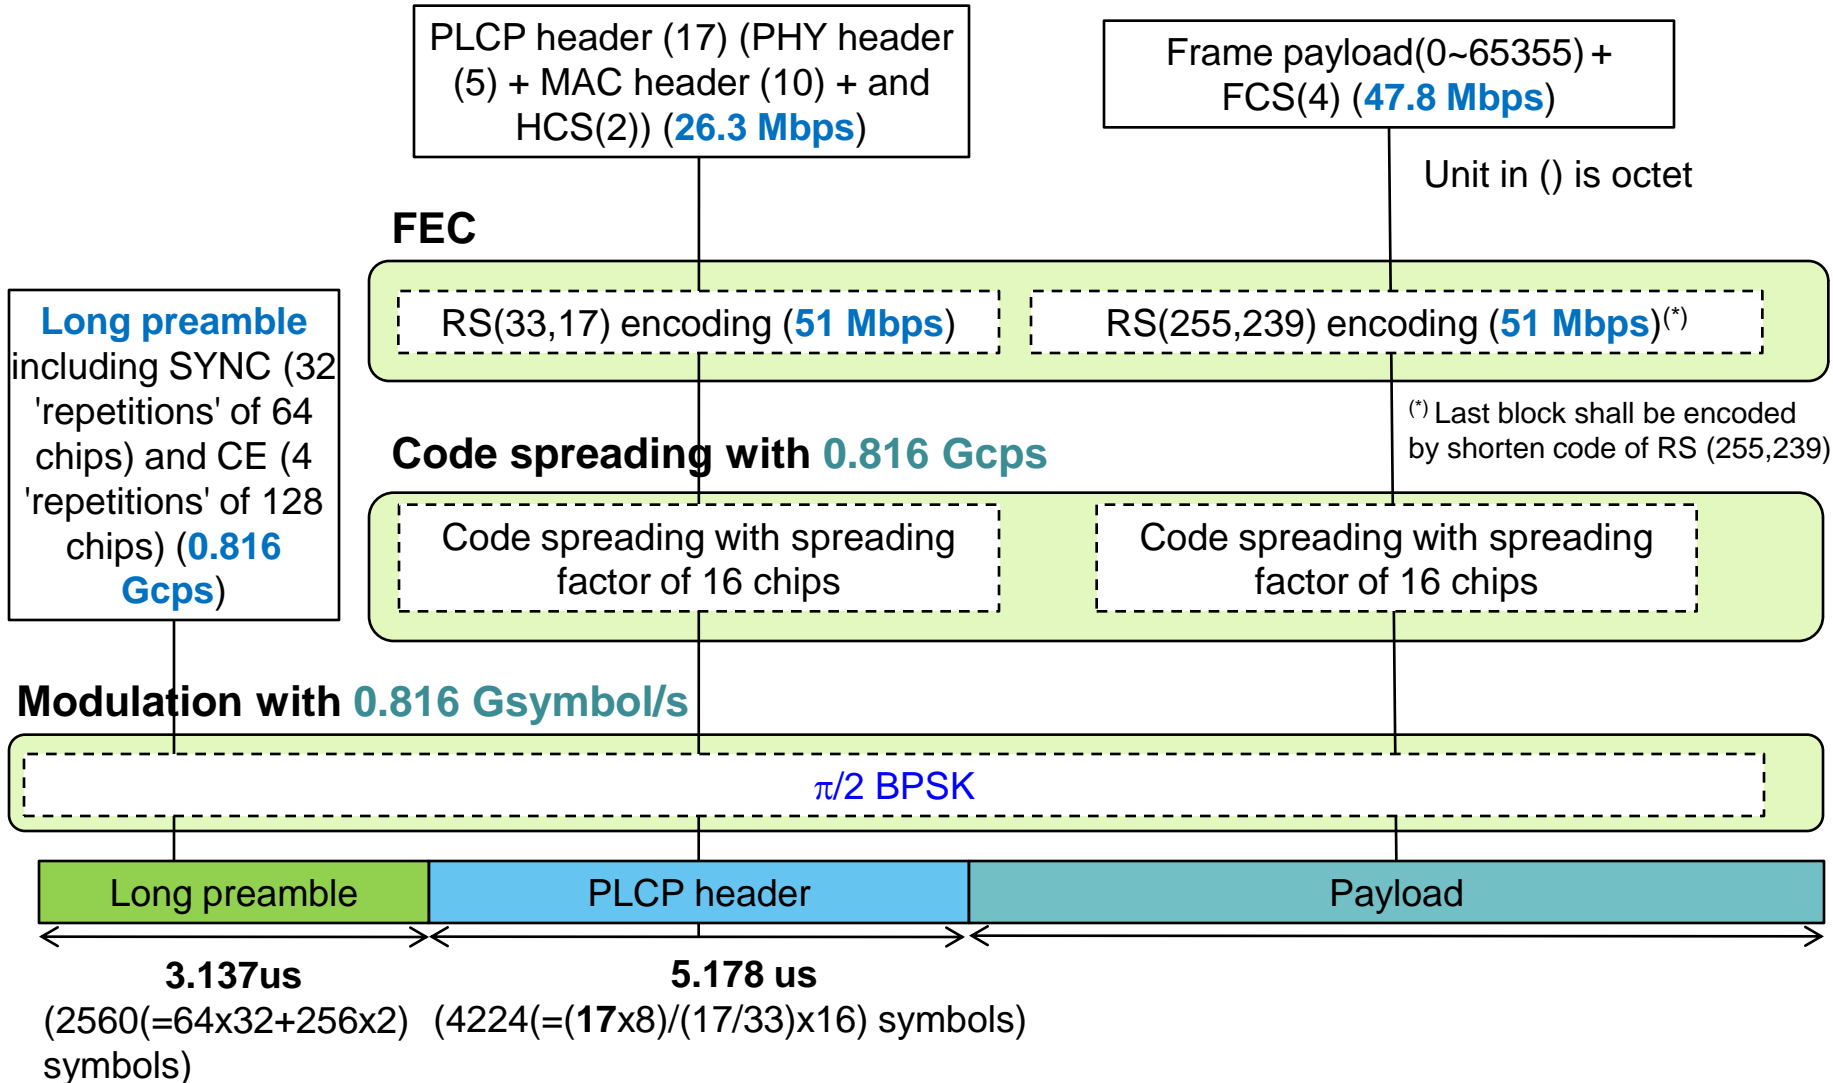 PLCP header (17) (PHY header
(5) + MAC header (10) + and
HCS(2)) (26.3 Mbps)
Frame payload(0~65355) +
FCS(4) (47.8 Mbps)
Unit in () is octet
FEC
RS(33,17) encoding (51 Mbps)
RS(255,239) encoding (51 Mbps)(*)
Long preamble
including SYNC (32
'repetitions' of 64
chips) and CE (4
'repetitions' of 128
chips) (0.816
Gcps)
(*) Last block shall be encoded
by shorten code of RS (255,239)
Code spreading with 0.816 Gcps
Code spreading with spreading
factor of 16 chips
Code spreading with spreading
factor of 16 chips
Modulation with 0.816 Gsymbol/s
π/2 BPSK
Long preamble
PLCP header
Payload
3.137us
(2560(=64x32+256x2)
symbols)
5.178 us
(4224(=(17x8)/(17/33)x16) symbols)